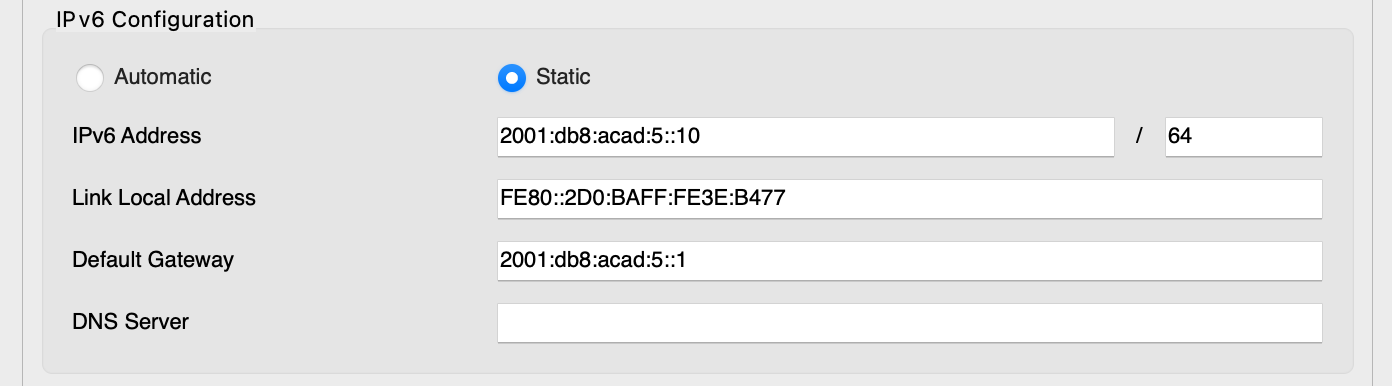 IPv6 Configuration
Automatic Static
IPv6 Address 2001:db8:acad:5::10 / 64
Link Local Address FE80::2D0:BAFF:FE3E:B477
Default Gateway 2001:db8:acad:5::1
DNS Server